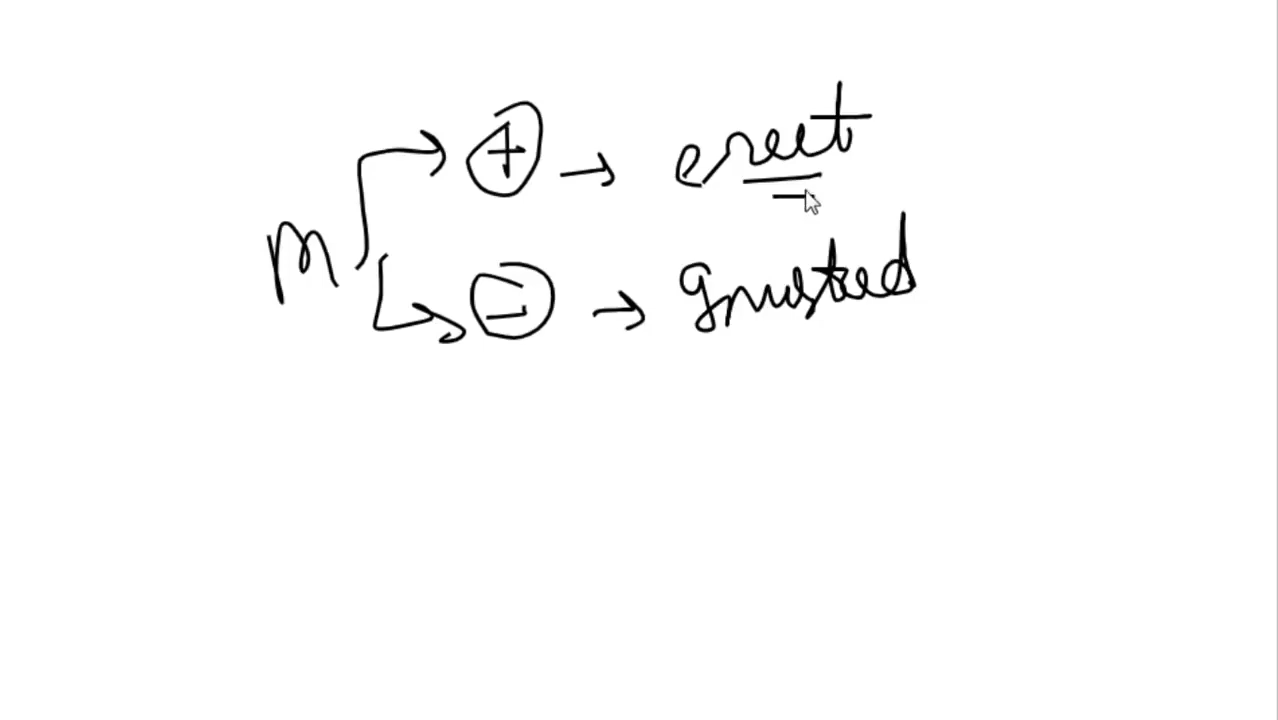 m
+ → erect
- → Inverted